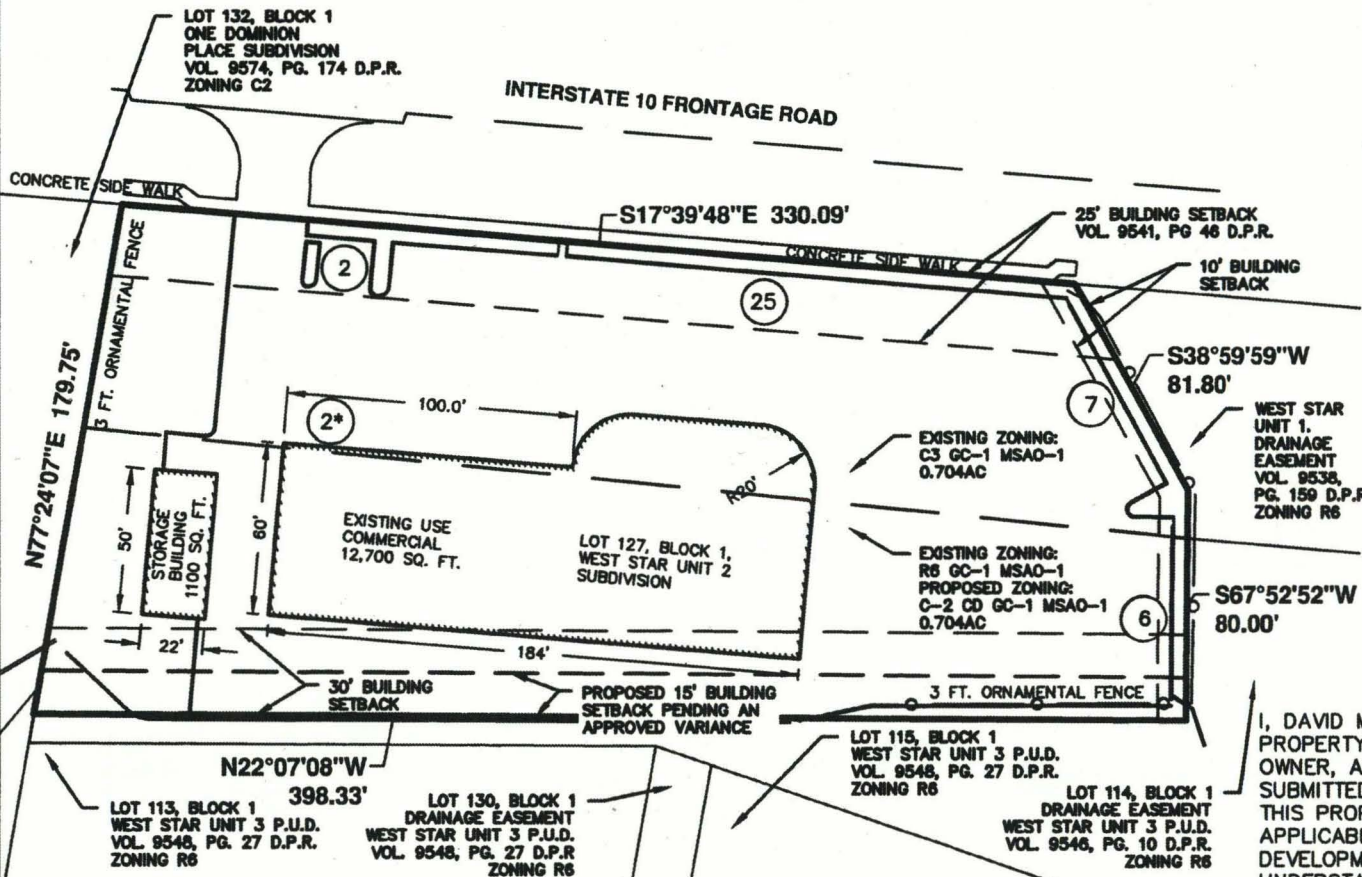 LOT 132, BLOCK 1
ONE DOMINION
PLACE SUBDIVISION
VOL. 9574, PG. 174 D.P.R.
ZONING C2
INTERSTATE 10 FRONTAGE ROAD
CONCRETE SIDE WALK
S17°39'48"E 330.09'
25' BUILDING SETBACK
VOL. 9541, PG 46 D.P.R.
CONCRETE SIDE WALK
10' BUILDING
SETBACK
3 FT. ORNAMENTAL FENCE
2
25
N77°24'07"E 179.75'
S38°59'59"W
81.80'
7
100.0'
2*
WEST STAR
UNIT 1.
DRAINAGE
EASEMENT
VOL. 9538,
PG. 159 D.P.R
ZONING R6
EXISTING ZONING:
C3 GC-1 MSAO-1
0.704AC
R20'
50'
STORAGE
BUILDING
1100 SQ. FT.
60'
EXISTING USE
COMMERCIAL
12,700 SQ. FT.
LOT 127, BLOCK 1,
WEST STAR UNIT 2
SUBDIVISION
EXISTING ZONING:
R6 GC-1 MSAO-1
PROPOSED ZONING:
C-2 CD GC-1 MSAO-1
0.704AC
S67°52'52"W
80.00'
6
22'
184'
30' BUILDING
SETBACK
PROPOSED 15' BUILDING
SETBACK PENDING AN
APPROVED VARIANCE
3 FT. ORNAMENTAL FENCE
N22°07'08"W
398.33'
LOT 113, BLOCK 1
WEST STAR UNIT 3 P.U.D.
VOL. 9548, PG. 27 D.P.R.
ZONING R6
LOT 130, BLOCK 1
DRAINAGE EASEMENT
WEST STAR UNIT 3 P.U.D.
VOL. 9548, PG. 27 D.P.R
ZONING R6
LOT 115, BLOCK 1
WEST STAR UNIT 3 P.U.D.
VOL. 9548, PG. 27 D.P.R.
ZONING R6
LOT 114, BLOCK 1
DRAINAGE EASEMENT
WEST STAR UNIT 3 P.U.D.
VOL. 9546, PG. 10 D.P.R.
ZONING R6
I, DAVID M
PROPERTY
OWNER, A
SUBMITTED
THIS PROP
APPLICAB
DEVELOPM